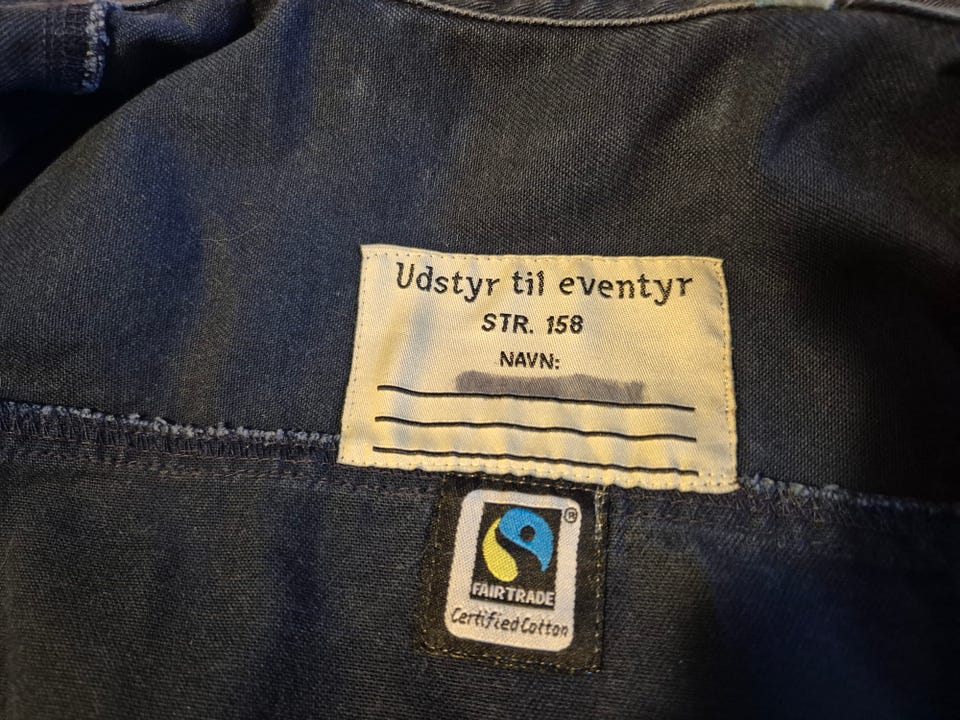 Udstyr til eventyr
STR. 158
NAVN:
®
FAIRTRADE
Certified Cotton